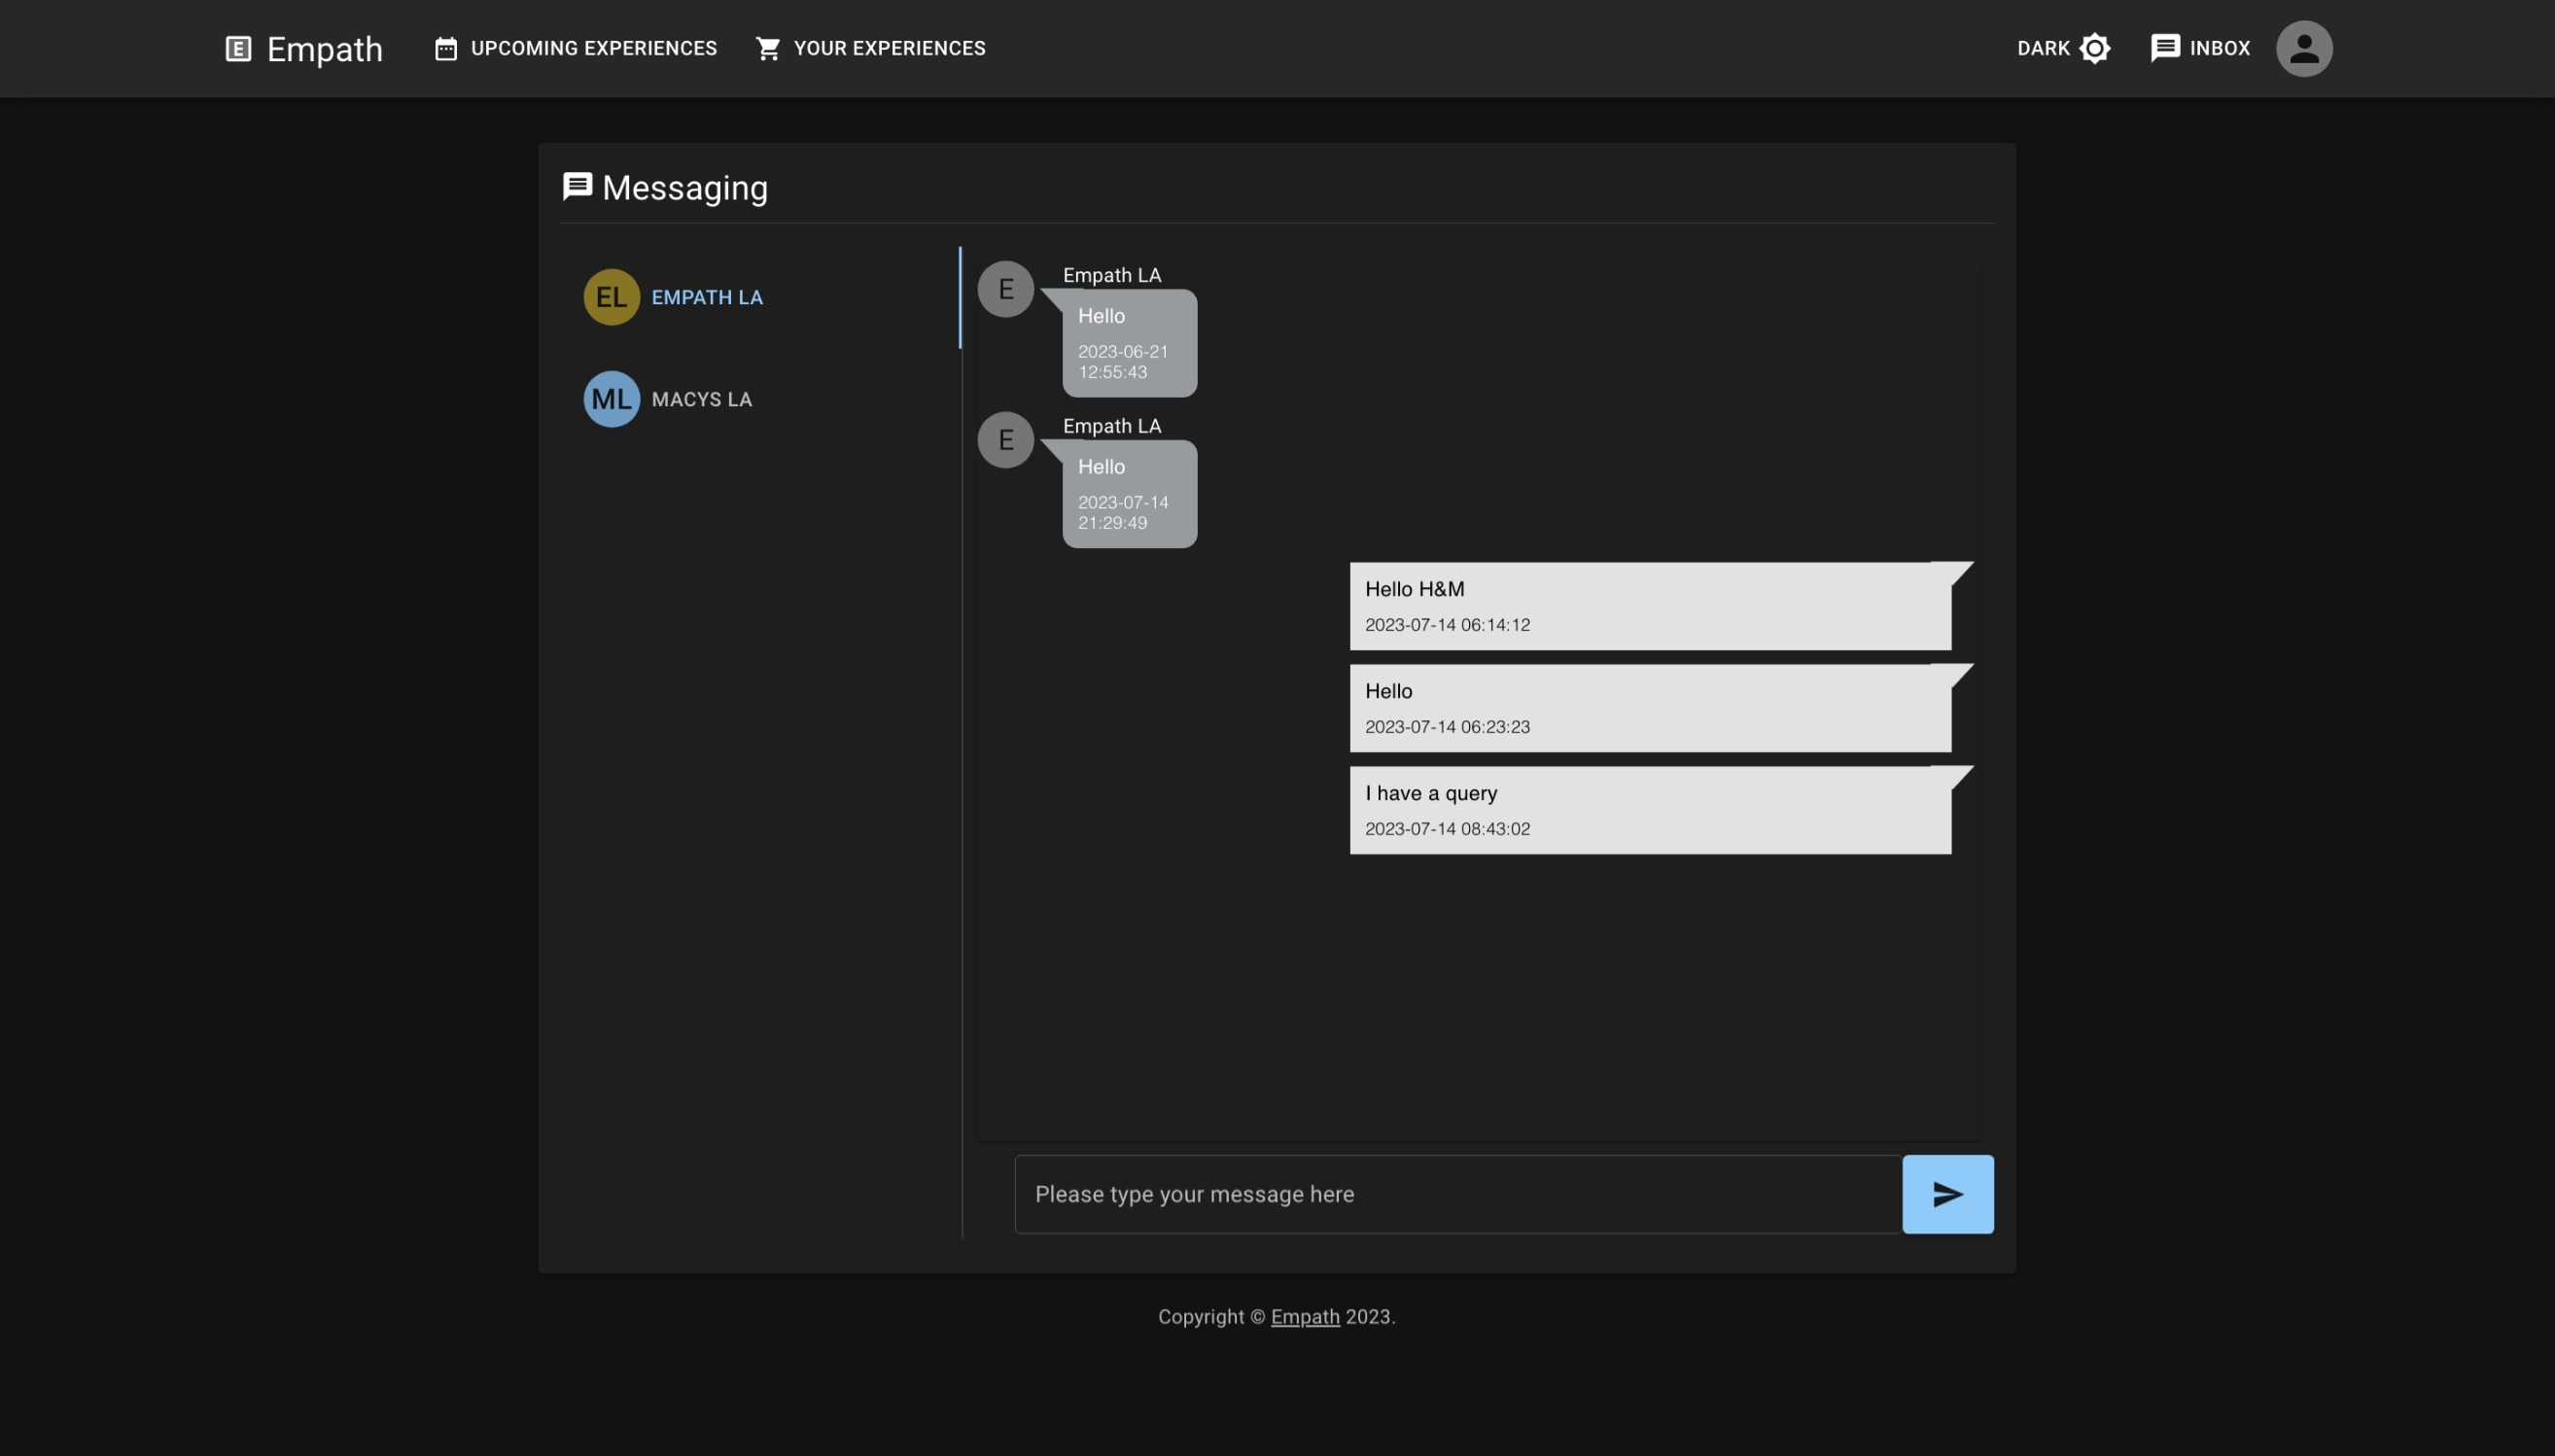 E Empath UPCOMING EXPERIENCES YOUR EXPERIENCES DARK INBOX
Messaging
EL EMPATH LA
ML MACYS LA
E Empath LA
Hello
2023-06-21
12:55:43
E Empath LA
Hello
2023-07-14
21:29:49
Hello H&M
2023-07-14 06:14:12
Hello
2023-07-14 06:23:23
I have a query
2023-07-14 08:43:02
Please type your message here
Copyright © Empath 2023.